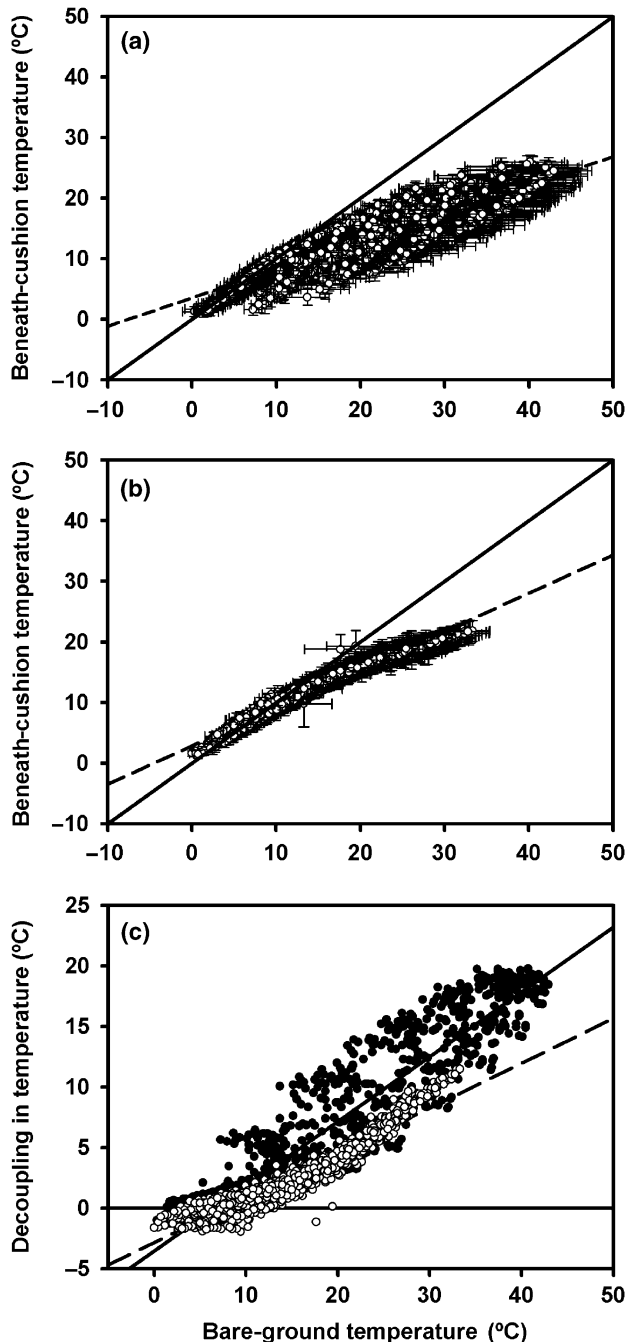 (a)
Beneath-cushion temperature (ºC)
50
40
30
20
10
0
–10
–10 0 10 20 30 40 50
(b)
Beneath-cushion temperature (ºC)
50
40
30
20
10
0
–10
–10 0 10 20 30 40 50
(c)
Decoupling in temperature (ºC)
25
20
15
10
5
0
–5
0 10 20 30 40 50
Bare-ground temperature (ºC)